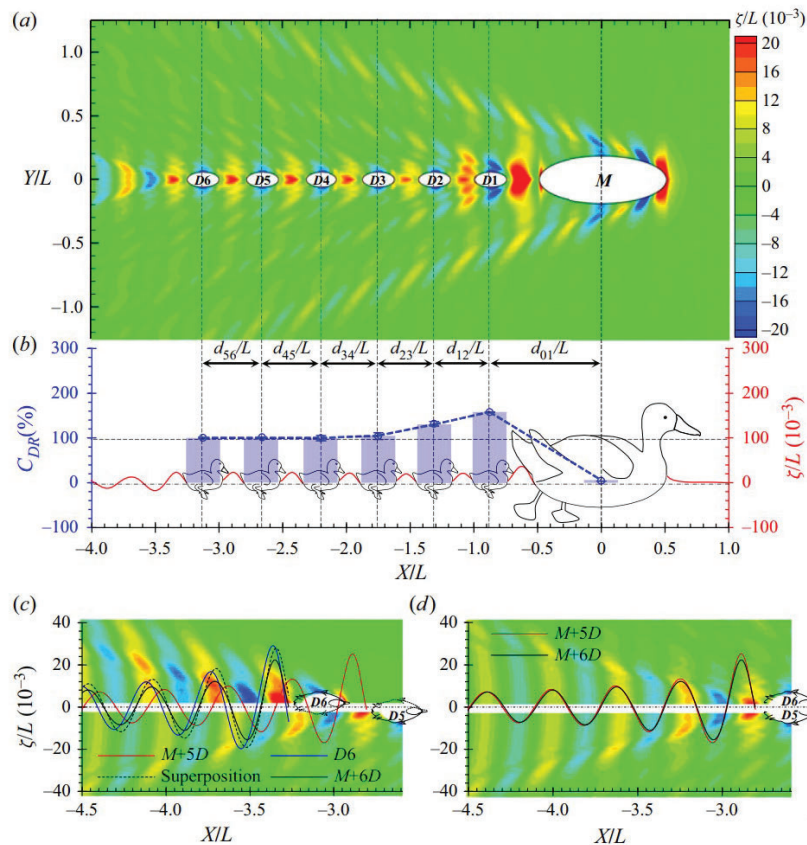 (a)
ζ/L (10⁻³)
1.0
0.5
Y/L 0
−0.5
−1.0
20
16
12
8
4
0
−4
−8
−12
−16
−20
D6 D5 D4 D3 D2 D1 M
(b)
d₅₆/L d₄₅/L d₃₄/L d₂₃/L d₁₂/L d₀₁/L
300
200
100
0
−100
C_DR(%)
300
200
100
0
−100
ζ/L (10⁻³)
−4.0 −3.5 −3.0 −2.5 −2.0 −1.5 −1.0 −0.5 0 0.5 1.0
X/L
(c)
40
20
0
−20
−40
ζ/L (10⁻³)
D6
D5
M+5D D6
Superposition M+6D
−4.5 −4.0 −3.5 −3.0
X/L
(d)
40
20
0
−20
−40
ζ/L (10⁻³)
M+5D
M+6D
D6
D5
−4.5 −4.0 −3.5 −3.0
X/L